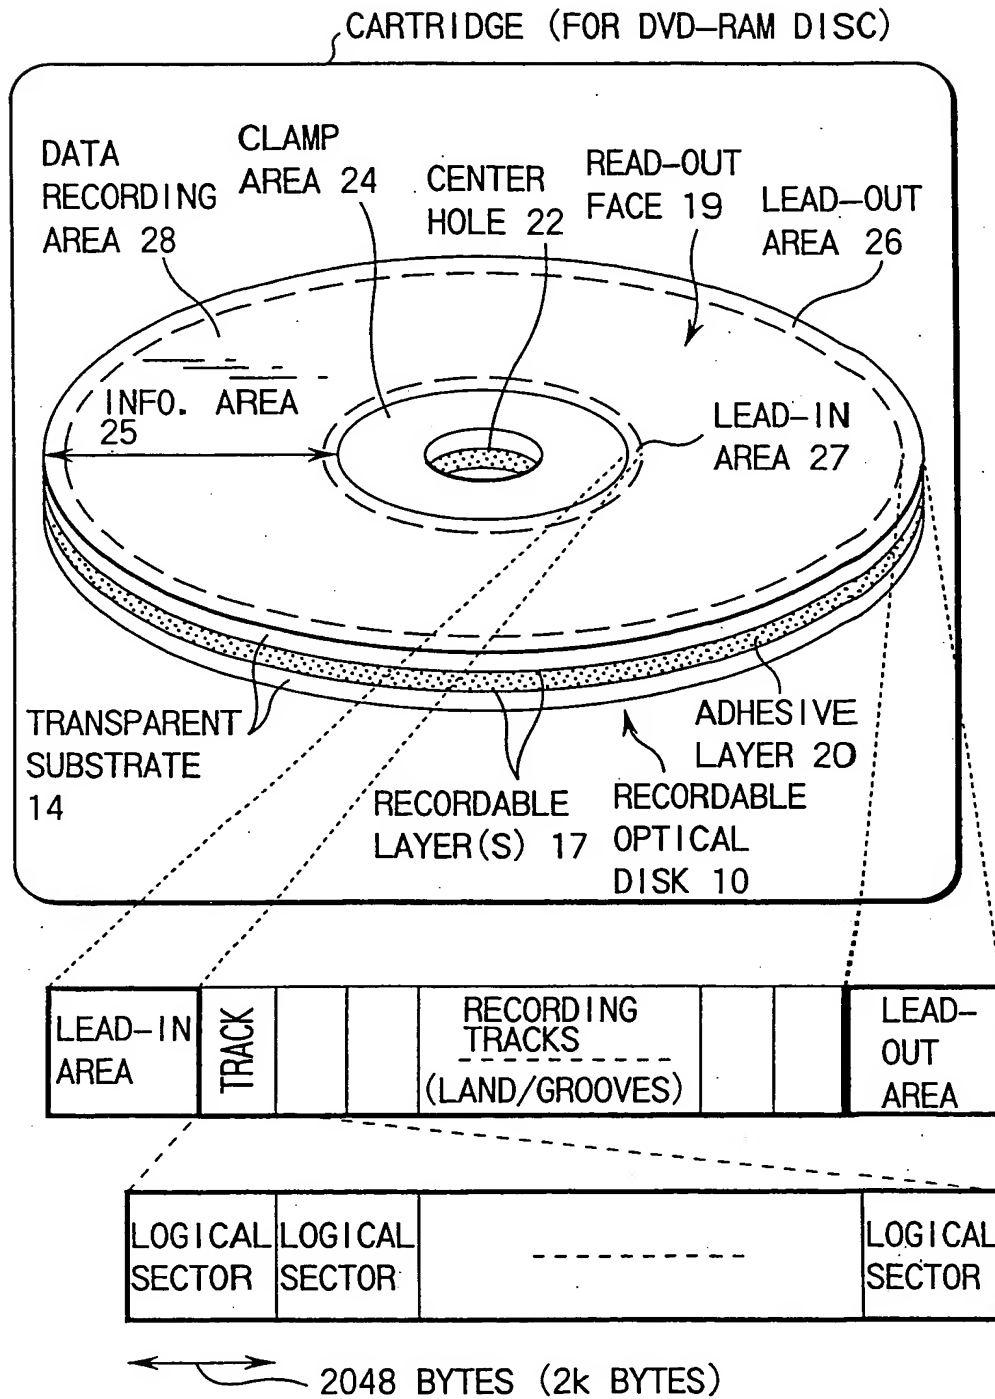 CARTRIDGE (FOR DVD-RAM DISC)
DATA
RECORDING
AREA 28
CLAMP
AREA 24
CENTER
HOLE 22
READ-OUT
FACE 19
LEAD-OUT
AREA 26
INFO. AREA
25
LEAD-IN
AREA 27
TRANSPARENT
SUBSTRATE
14
RECORDABLE
LAYER(S) 17
ADHESIVE
LAYER 20
RECORDABLE
OPTICAL
DISK 10
LEAD-IN
AREA
TRACK
RECORDING
TRACKS
(LAND/GROOVES)
LEAD-
OUT
AREA
LOGICAL
SECTOR
LOGICAL
SECTOR
LOGICAL
SECTOR
2048 BYTES (2k BYTES)